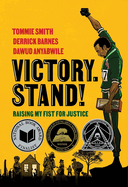 TOMMIE SMITH
DERRICK BARNES
DAWUD ANYABWILE
VICTORY.
STAND!
RAISING MY FIST FOR JUSTICE